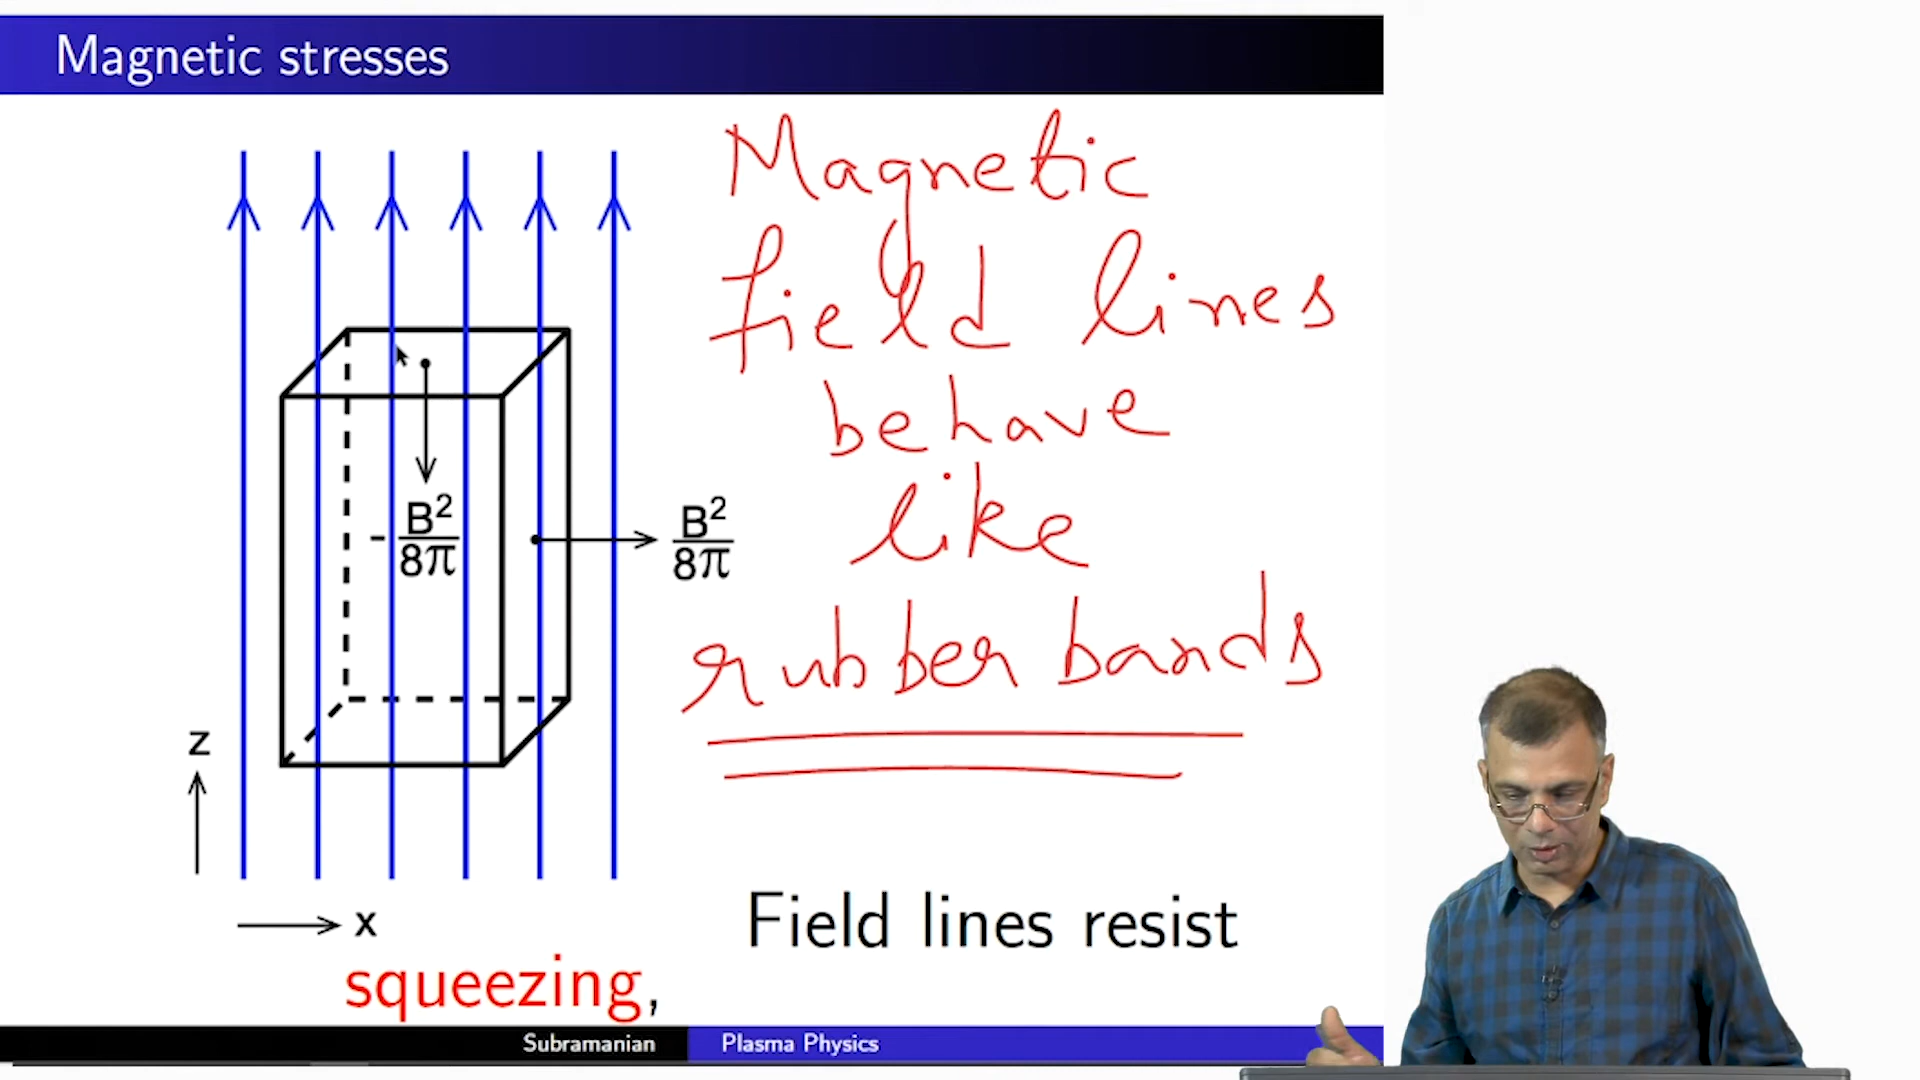 Magnetic stresses
Magnetic
field lines
behave
like
rubber bands
- B²/8π
B²/8π
z
x
Field lines resist
squeezing,
Subramanian Plasma Physics